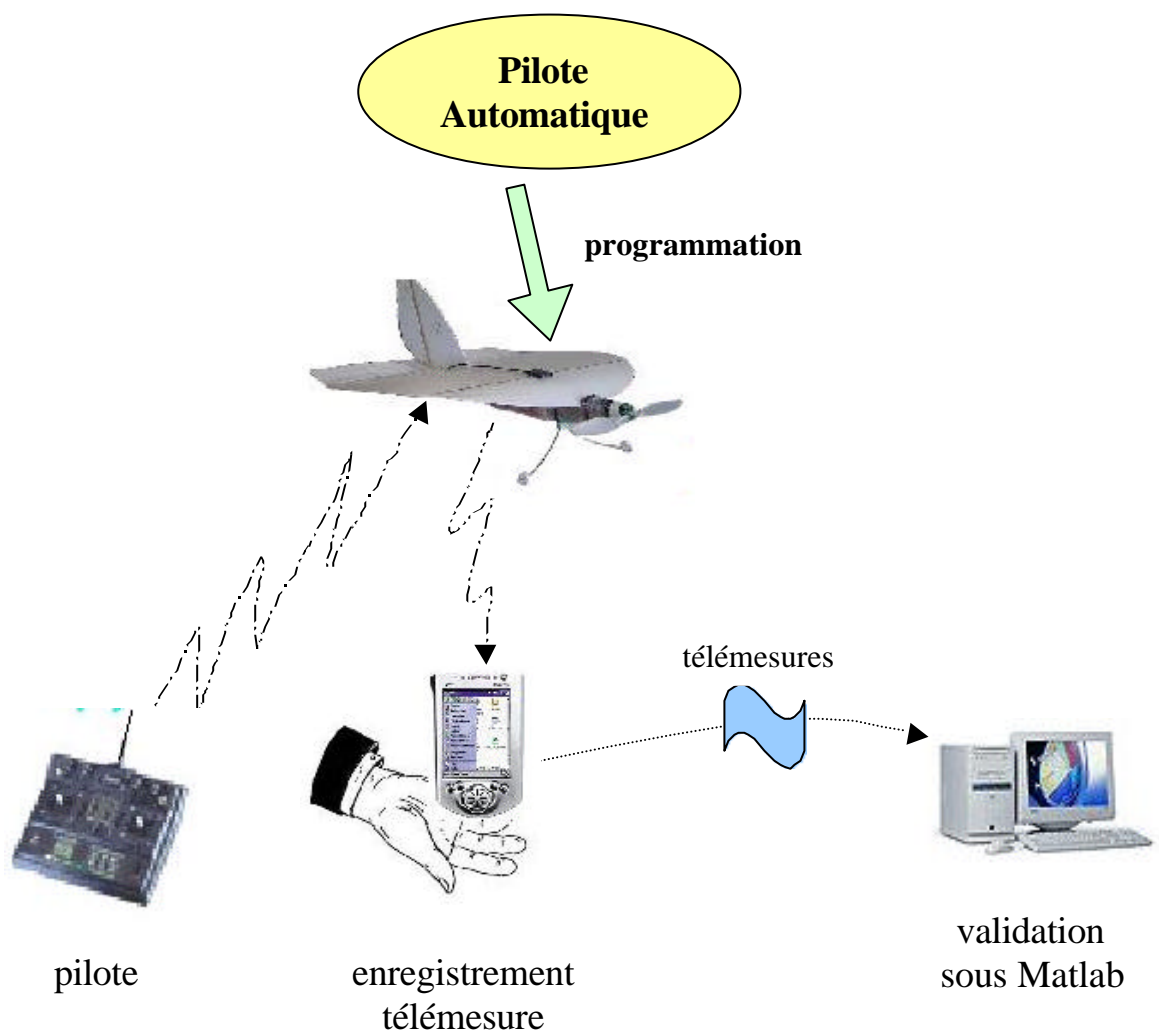 Pilote
Automatique
programmation
télémesures
pilote
enregistrement
télémesure
validation
sous Matlab